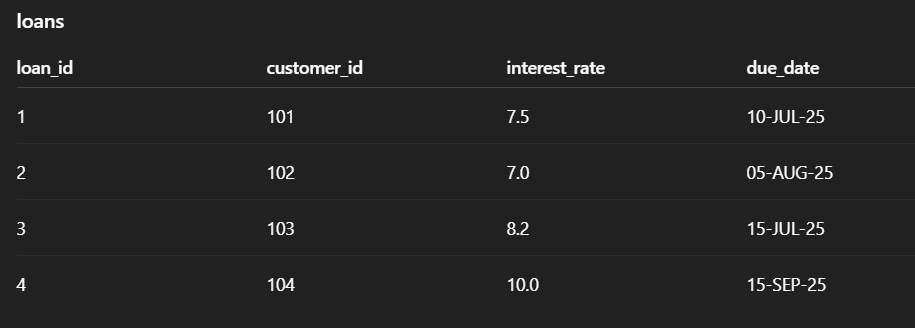 loans
loan_id customer_id interest_rate due_date
1 101 7.5 10-JUL-25
2 102 7.0 05-AUG-25
3 103 8.2 15-JUL-25
4 104 10.0 15-SEP-25